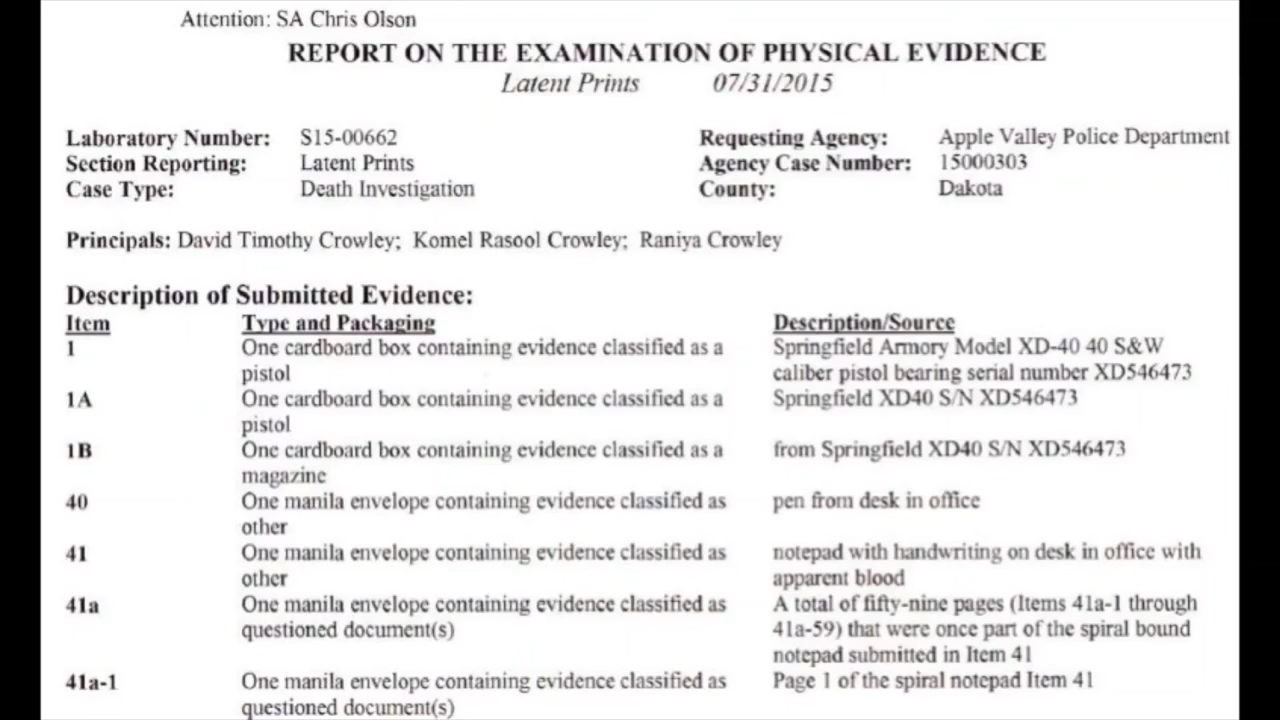 Attention: SA Chris Olson
REPORT ON THE EXAMINATION OF PHYSICAL EVIDENCE
Latent Prints 07/31/2015
Laboratory Number: S15-00662 Requesting Agency: Apple Valley Police Department
Section Reporting: Latent Prints Agency Case Number: 15000303
Case Type: Death Investigation County: Dakota
Principals: David Timothy Crowley; Komel Rasool Crowley; Raniya Crowley
Description of Submitted Evidence:
Item Type and Packaging Description/Source
1 One cardboard box containing evidence classified as a Springfield Armory Model XD-40 40 S&W
pistol caliber pistol bearing serial number XD546473
1A One cardboard box containing evidence classified as a Springfield XD40 S/N XD546473
pistol
1B One cardboard box containing evidence classified as a from Springfield XD40 S/N XD546473
magazine
40 One manila envelope containing evidence classified as pen from desk in office
other
41 One manila envelope containing evidence classified as notepad with handwriting on desk in office with
other apparent blood
41a One manila envelope containing evidence classified as A total of fifty-nine pages (Items 41a-1 through
questioned document(s) 41a-59) that were once part of the spiral bound
notepad submitted in Item 41
41a-1 One manila envelope containing evidence classified as Page 1 of the spiral notepad Item 41
questioned document(s)